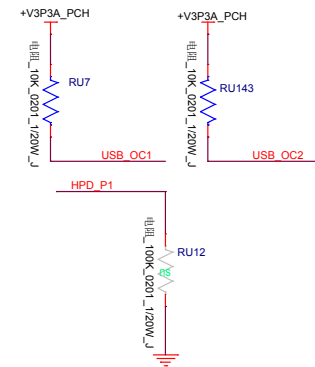 +V3P3A_PCH
+V3P3A_PCH
电阻_10K_0201_1/20W_J
RU7
电阻_10K_0201_1/20W_J
RU143
USB_OC1
USB_OC2
HPD_P1
电阻_100K_0201_1/20W_J
RU12
ns